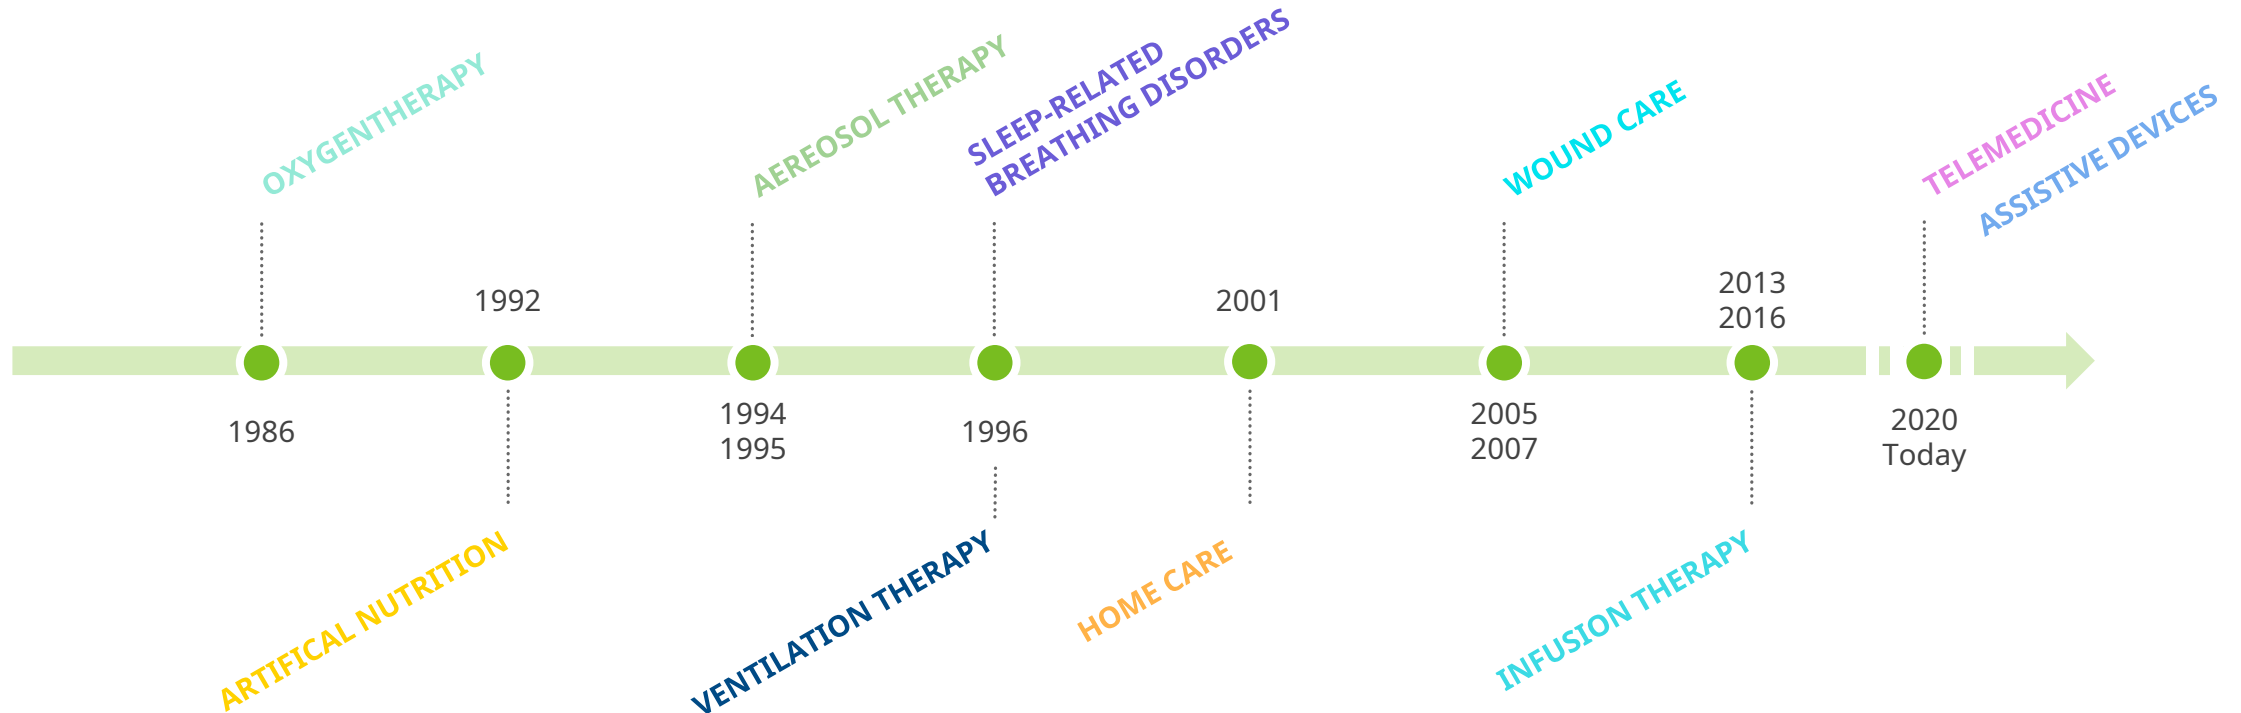 OXYGENTHERAPY
AEREOSOL THERAPY
SLEEP-RELATED
BREATHING DISORDERS
WOUND CARE
TELEMEDICINE
ASSISTIVE DEVICES
1992
2001
2013
2016
1986
1994
1995
1996
2005
2007
2020
Today
ARTIFICAL NUTRITION
VENTILATION THERAPY
HOME CARE
INFUSION THERAPY